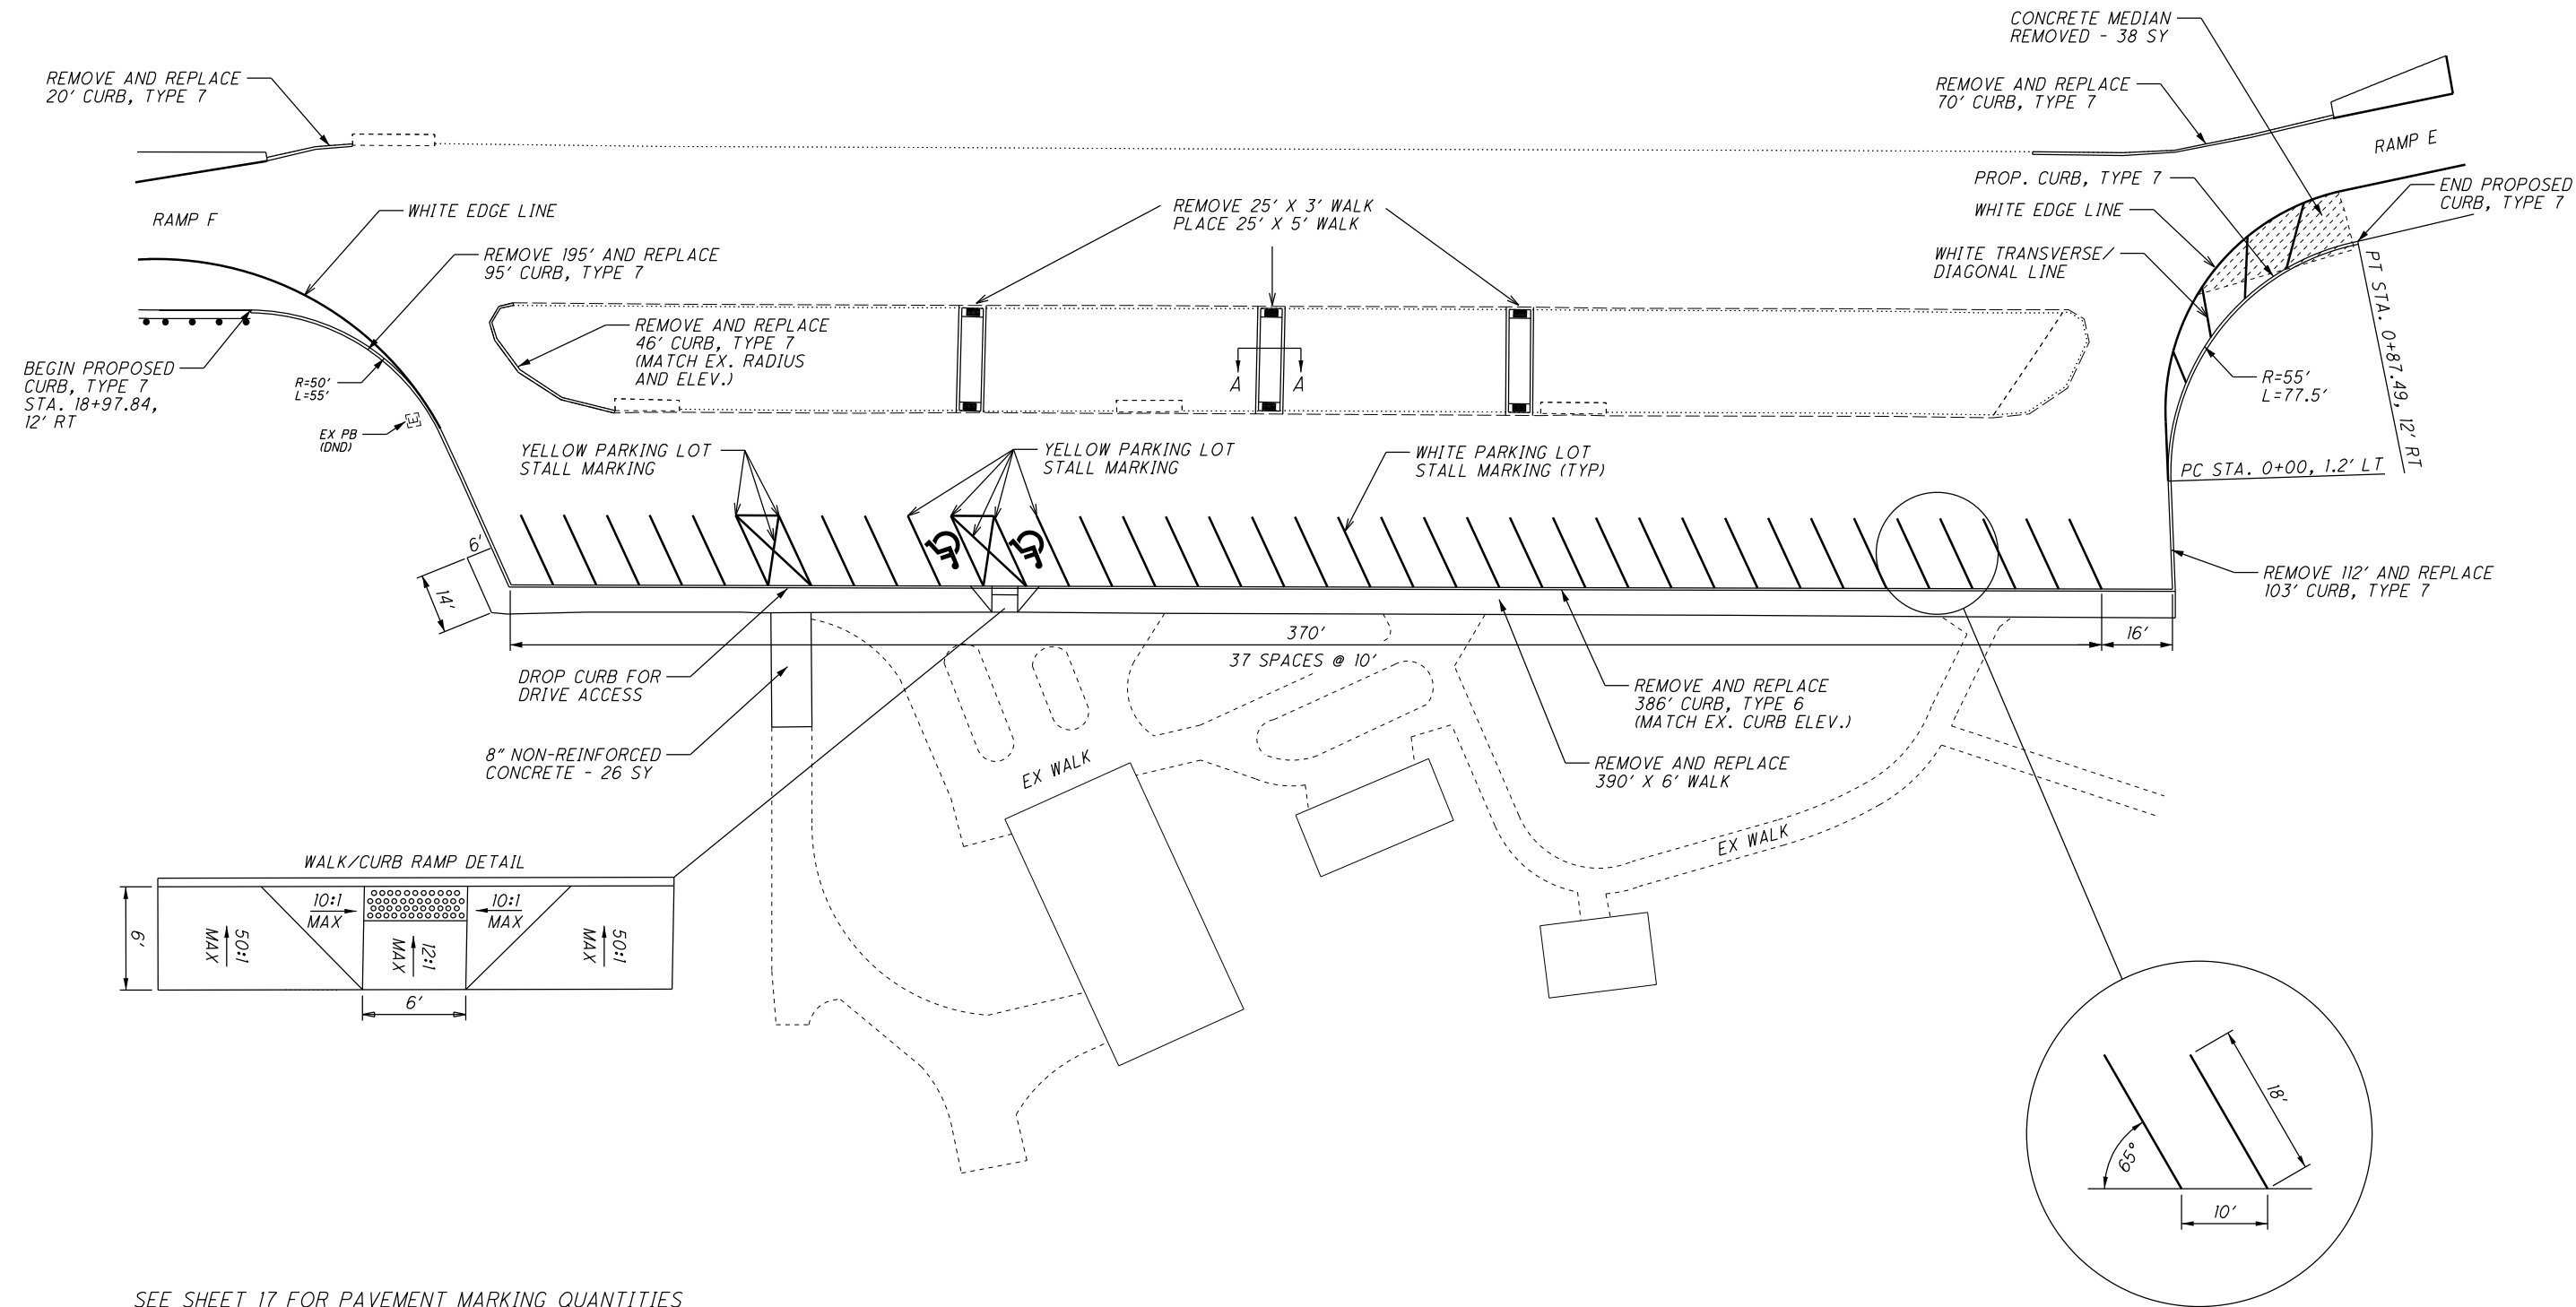 CONCRETE MEDIAN
REMOVED - 38 SY
REMOVE AND REPLACE
20' CURB, TYPE 7
REMOVE AND REPLACE
70' CURB, TYPE 7
RAMP E
PROP. CURB, TYPE 7
END PROPOSED
CURB, TYPE 7
WHITE EDGE LINE
RAMP F
WHITE EDGE LINE
REMOVE 25' X 3' WALK
PLACE 25' X 5' WALK
REMOVE 195' AND REPLACE
95' CURB, TYPE 7
WHITE TRANSVERSE/
DIAGONAL LINE
PT STA. 0+87.49, 12' RT
REMOVE AND REPLACE
46' CURB, TYPE 7
(MATCH EX. RADIUS
AND ELEV.)
A
A
BEGIN PROPOSED
CURB, TYPE 7
STA. 18+97.84,
12' RT
R=50'
L=55'
R=55'
L=77.5'
EX PB
(DND)
YELLOW PARKING LOT
STALL MARKING
YELLOW PARKING LOT
STALL MARKING
WHITE PARKING LOT
STALL MARKING (TYP)
PC STA. 0+00, 1.2' LT
6'
14'
REMOVE 112' AND REPLACE
103' CURB, TYPE 7
370'
37 SPACES @ 10'
16'
DROP CURB FOR
DRIVE ACCESS
REMOVE AND REPLACE
386' CURB, TYPE 6
(MATCH EX. CURB ELEV.)
8" NON-REINFORCED
CONCRETE - 26 SY
EX WALK
REMOVE AND REPLACE
390' X 6' WALK
EX WALK
WALK/CURB RAMP DETAIL
10:1
MAX
10:1
MAX
6'
50:1
MAX
12:1
MAX
50:1
MAX
6'
18'
65°
10'
SEE SHEET 17 FOR PAVEMENT MARKING QUANTITIES